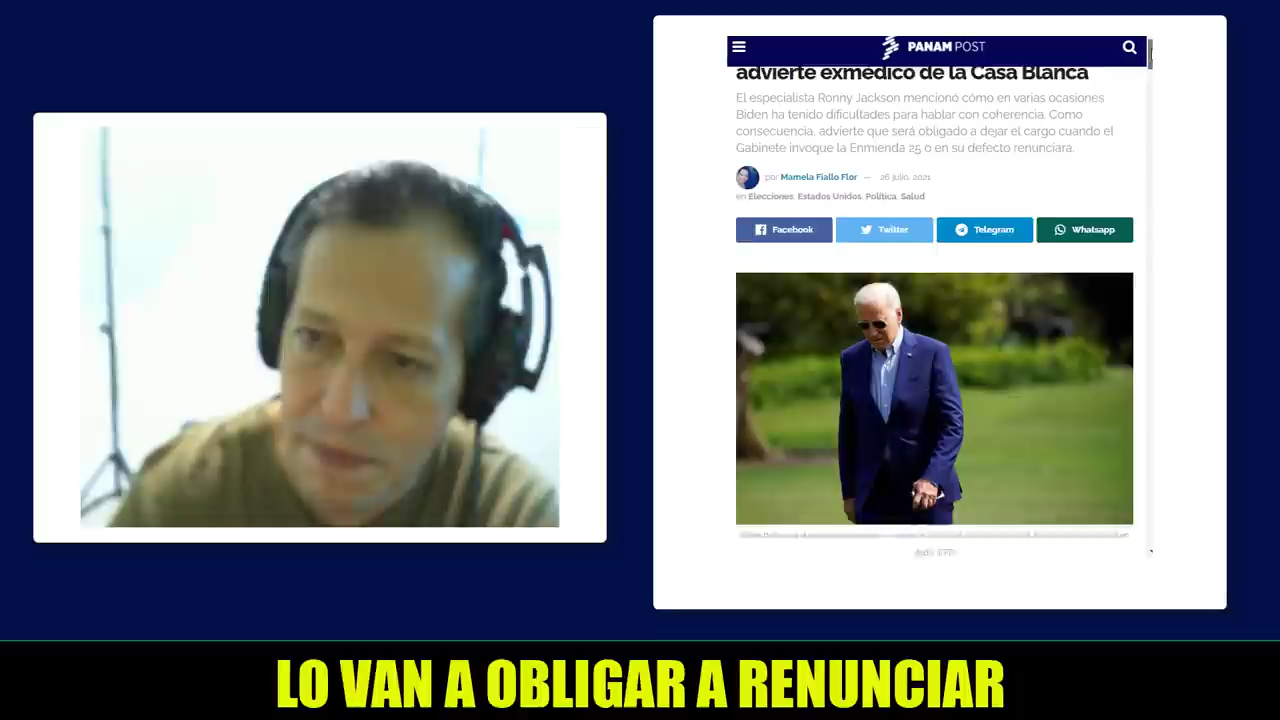 PANAM POST
advierte exmédico de la Casa Blanca
El especialista Ronny Jackson mencionó cómo en varias ocasiones
Biden ha tenido dificultades para hablar con coherencia. Como
consecuencia, advierte que será obligado a dejar el cargo cuando el
Gabinete invoque la Enmienda 25 o en su defecto renunciara.
por Mamela Fiallo Flor — 26 julio, 2021
en Elecciones, Estados Unidos, Política, Salud
Facebook Twitter Telegram Whatsapp
LO VAN A OBLIGAR A RENUNCIAR